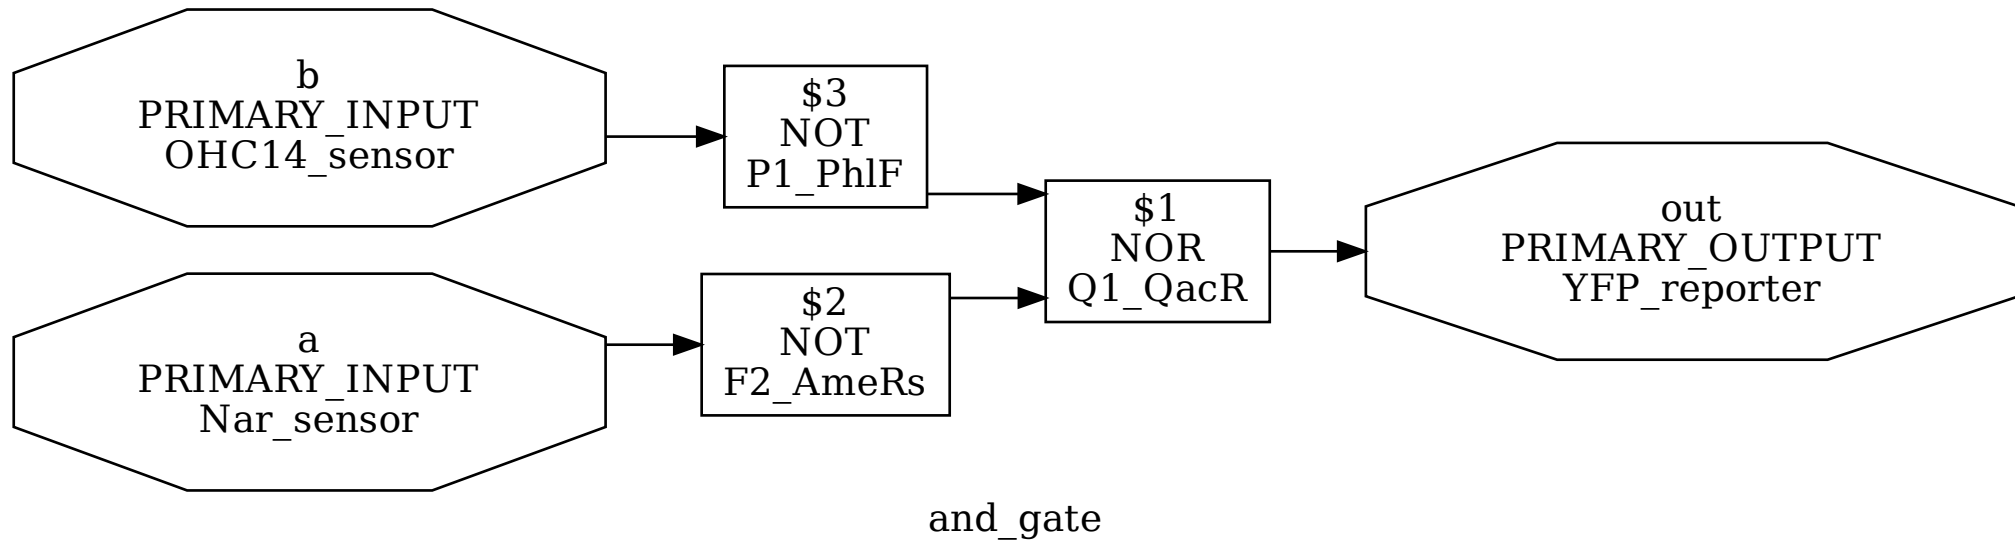 b
PRIMARY_INPUT
OHC14_sensor
$3
NOT
P1_PhlF
a
PRIMARY_INPUT
Nar_sensor
$2
NOT
F2_AmeRs
$1
NOR
Q1_QacR
out
PRIMARY_OUTPUT
YFP_reporter
and_gate